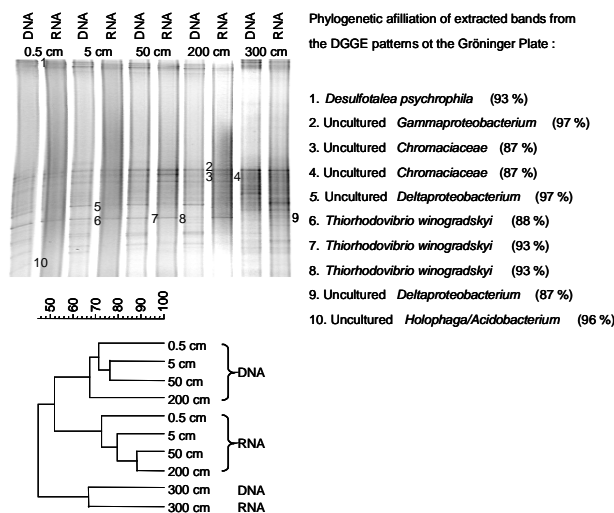 DNA RNA DNA RNA DNA RNA DNA RNA DNA RNA
0.5 cm 5 cm 50 cm 200 cm 300 cm
1
2
3 4
5
6 7 8 9
10
Phylogenetic afilliation of extracted bands from
the DGGE patterns ot the Gröninger Plate :
1. Desulfotalea psychrophila (93 %)
2. Uncultured Gammaproteobacterium (97 %)
3. Uncultured Chromaciaceae (87 %)
4. Uncultured Chromaciaceae (87 %)
5. Uncultured Deltaproteobacterium (97 %)
6. Thiorhodovibrio winogradskyi (88 %)
7. Thiorhodovibrio winogradskyi (93 %)
8. Thiorhodovibrio winogradskyi (93 %)
9. Uncultured Deltaproteobacterium (87 %)
10. Uncultured Holophaga/Acidobacterium (96 %)
50 60 70 80 90 100
0.5 cm
5 cm
DNA
50 cm
200 cm
0.5 cm
5 cm
RNA
50 cm
200 cm
300 cm DNA
300 cm RNA